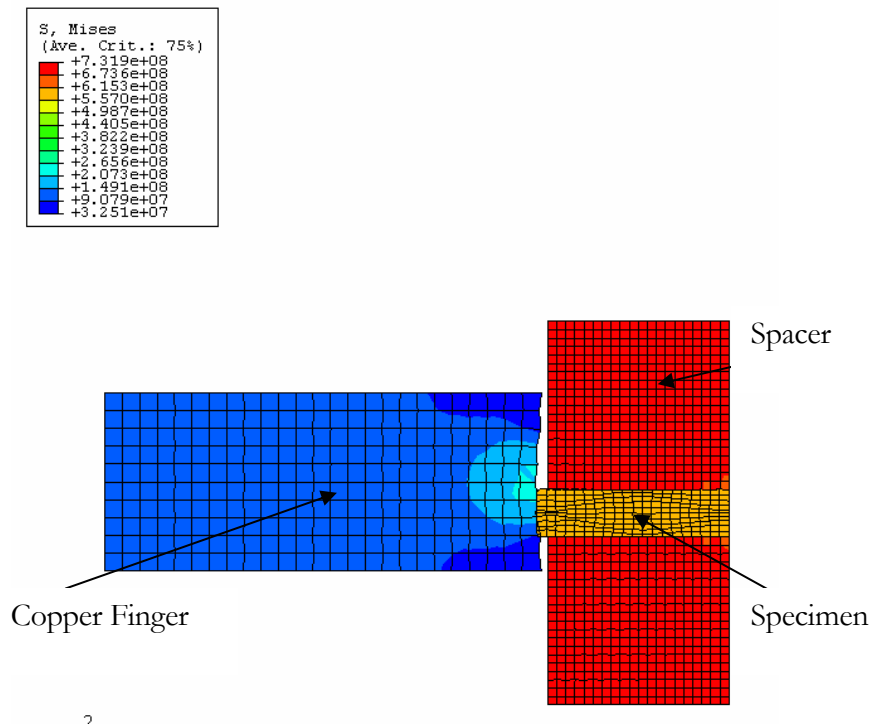 S, Mises
(Ave. Crit.: 75%)
+7.319e+08
+6.736e+08
+6.153e+08
+5.570e+08
+4.987e+08
+4.405e+08
+3.822e+08
+3.239e+08
+2.656e+08
+2.073e+08
+1.491e+08
+9.079e+07
+3.251e+07
Spacer
Copper Finger
Specimen
2